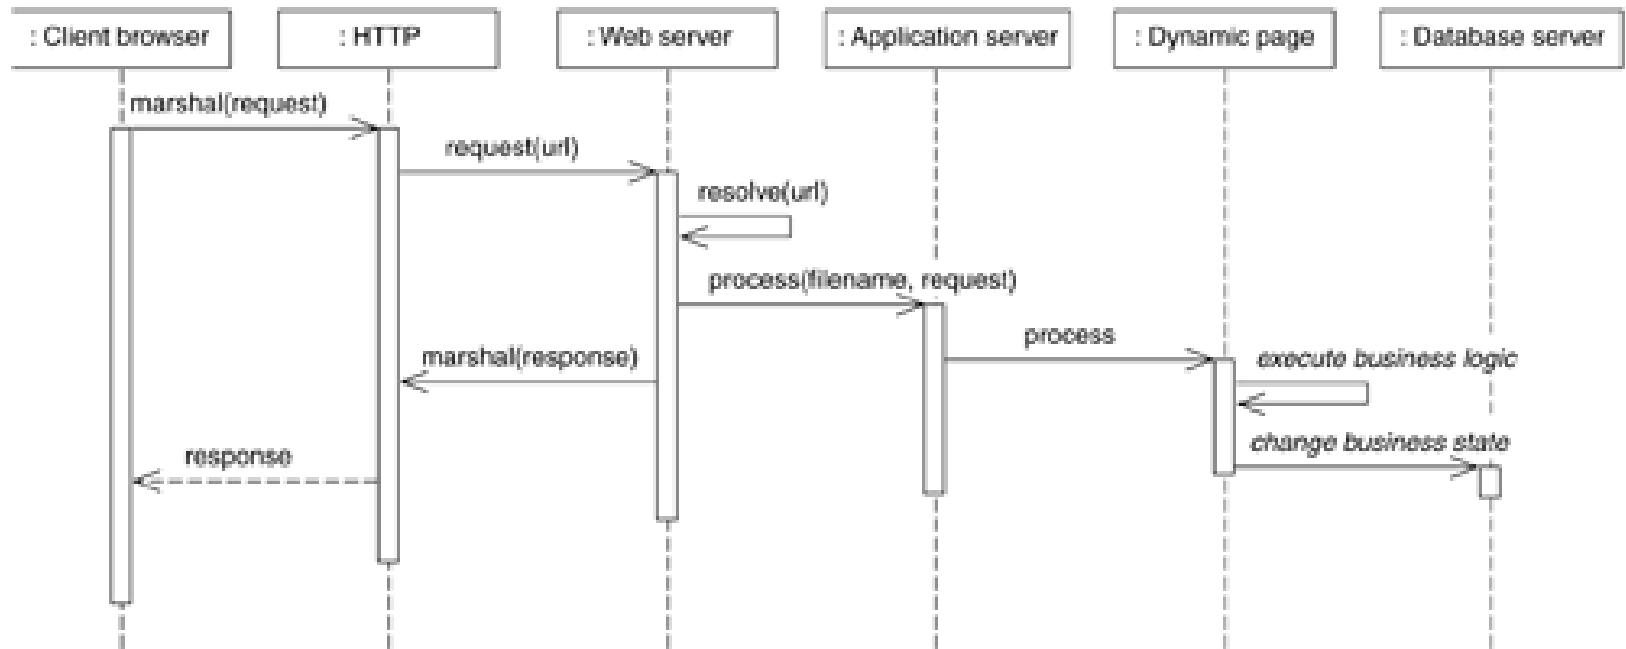 : Client browser
: HTTP
: Web server
: Application server
: Dynamic page
: Database server
marshal(request)
request(url)
resolve(url)
process(filename, request)
process
marshal(response)
execute business logic
change business state
response